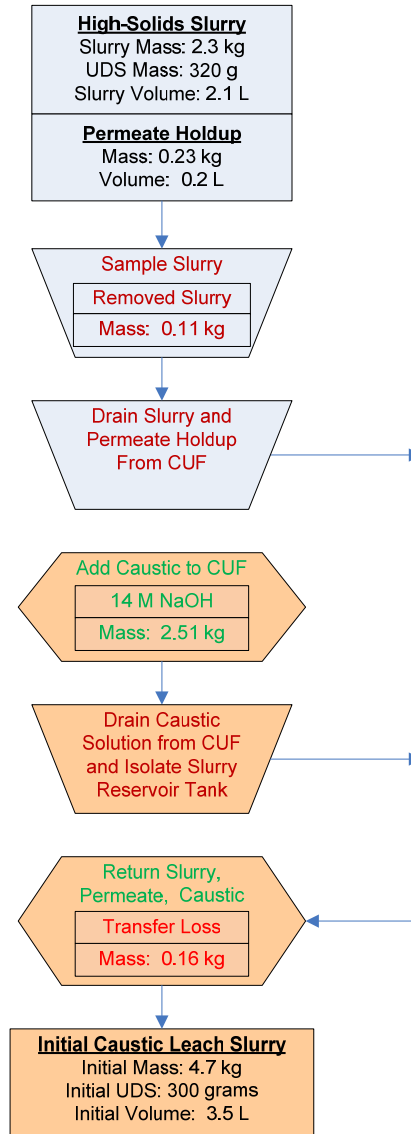 High-Solids Slurry
Slurry Mass: 2.3 kg
UDS Mass: 320 g
Slurry Volume: 2.1 L
Permeate Holdup
Mass: 0.23 kg
Volume: 0.2 L
Sample Slurry
Removed Slurry
Mass: 0.11 kg
Drain Slurry and
Permeate Holdup
From CUF
Add Caustic to CUF
14 M NaOH
Mass: 2.51 kg
Drain Caustic
Solution from CUF
and Isolate Slurry
Reservoir Tank
Return Slurry,
Permeate, Caustic
Transfer Loss
Mass: 0.16 kg
Initial Caustic Leach Slurry
Initial Mass: 4.7 kg
Initial UDS: 300 grams
Initial Volume: 3.5 L